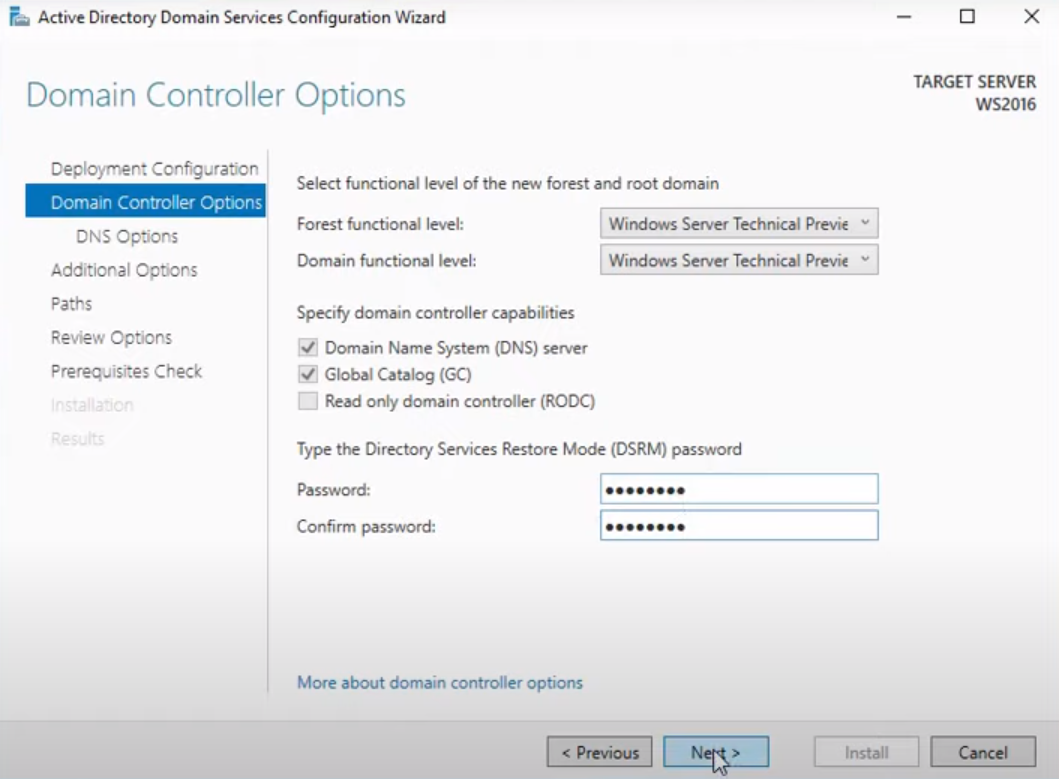 Active Directory Domain Services Configuration Wizard
Domain Controller Options
TARGET SERVER
WS2016
Deployment Configuration
Domain Controller Options
DNS Options
Additional Options
Paths
Review Options
Prerequisites Check
Installation
Results
Select functional level of the new forest and root domain
Forest functional level: Windows Server Technical Previe
Domain functional level: Windows Server Technical Previe
Specify domain controller capabilities
Domain Name System (DNS) server
Global Catalog (GC)
Read only domain controller (RODC)
Type the Directory Services Restore Mode (DSRM) password
Password: ••••••••
Confirm password: ••••••••
More about domain controller options
< Previous
Next >
Install
Cancel